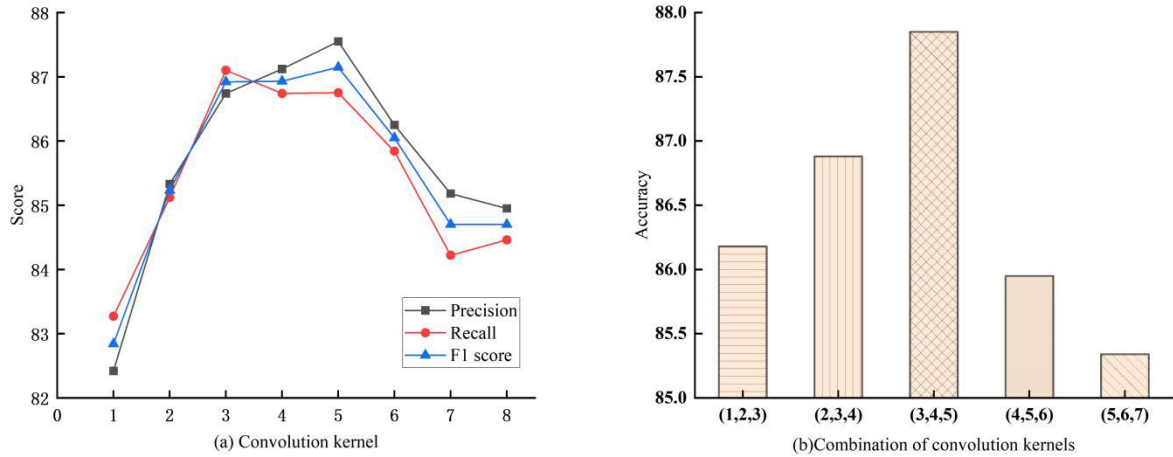 88
87
86
85
84
83
82
Score
0 1 2 3 4 5 6 7 8
Precision
Recall
F1 score
(a) Convolution kernel
88.0
87.5
87.0
86.5
86.0
85.5
85.0
Accuracy
(1,2,3) (2,3,4) (3,4,5) (4,5,6) (5,6,7)
(b)Combination of convolution kernels